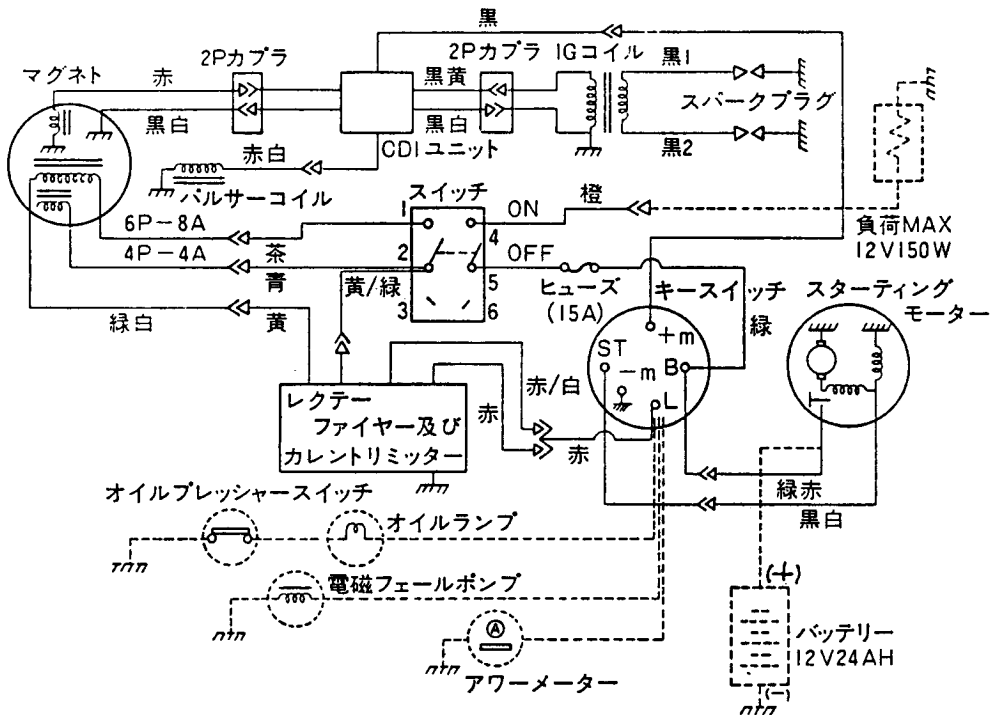 黒
2Pカプラ
2Pカプラ
IGコイル
黒1
マグネト
赤
黒黄
スパークプラグ
黒白
黒白
黒2
赤白
CDIユニット
パルサーコイル
スイッチ
1
ON
橙
6P-8A
4
負荷MAX
12V150W
4P-4A
茶
2
OFF
青
黄/緑
5
ヒューズ
(15A)
キースイッチ
スターティング
モーター
緑白
黄
3
6
緑
+m
ST
-m
B
L
赤/白
赤
レクテー
ファイヤー及び
カレントリミッター
赤
緑赤
黒白
オイルプレッシャースイッチ
オイルランプ
電磁フェールポンプ
(+)
バッテリー
12V24AH
A
アワーメーター
(-)